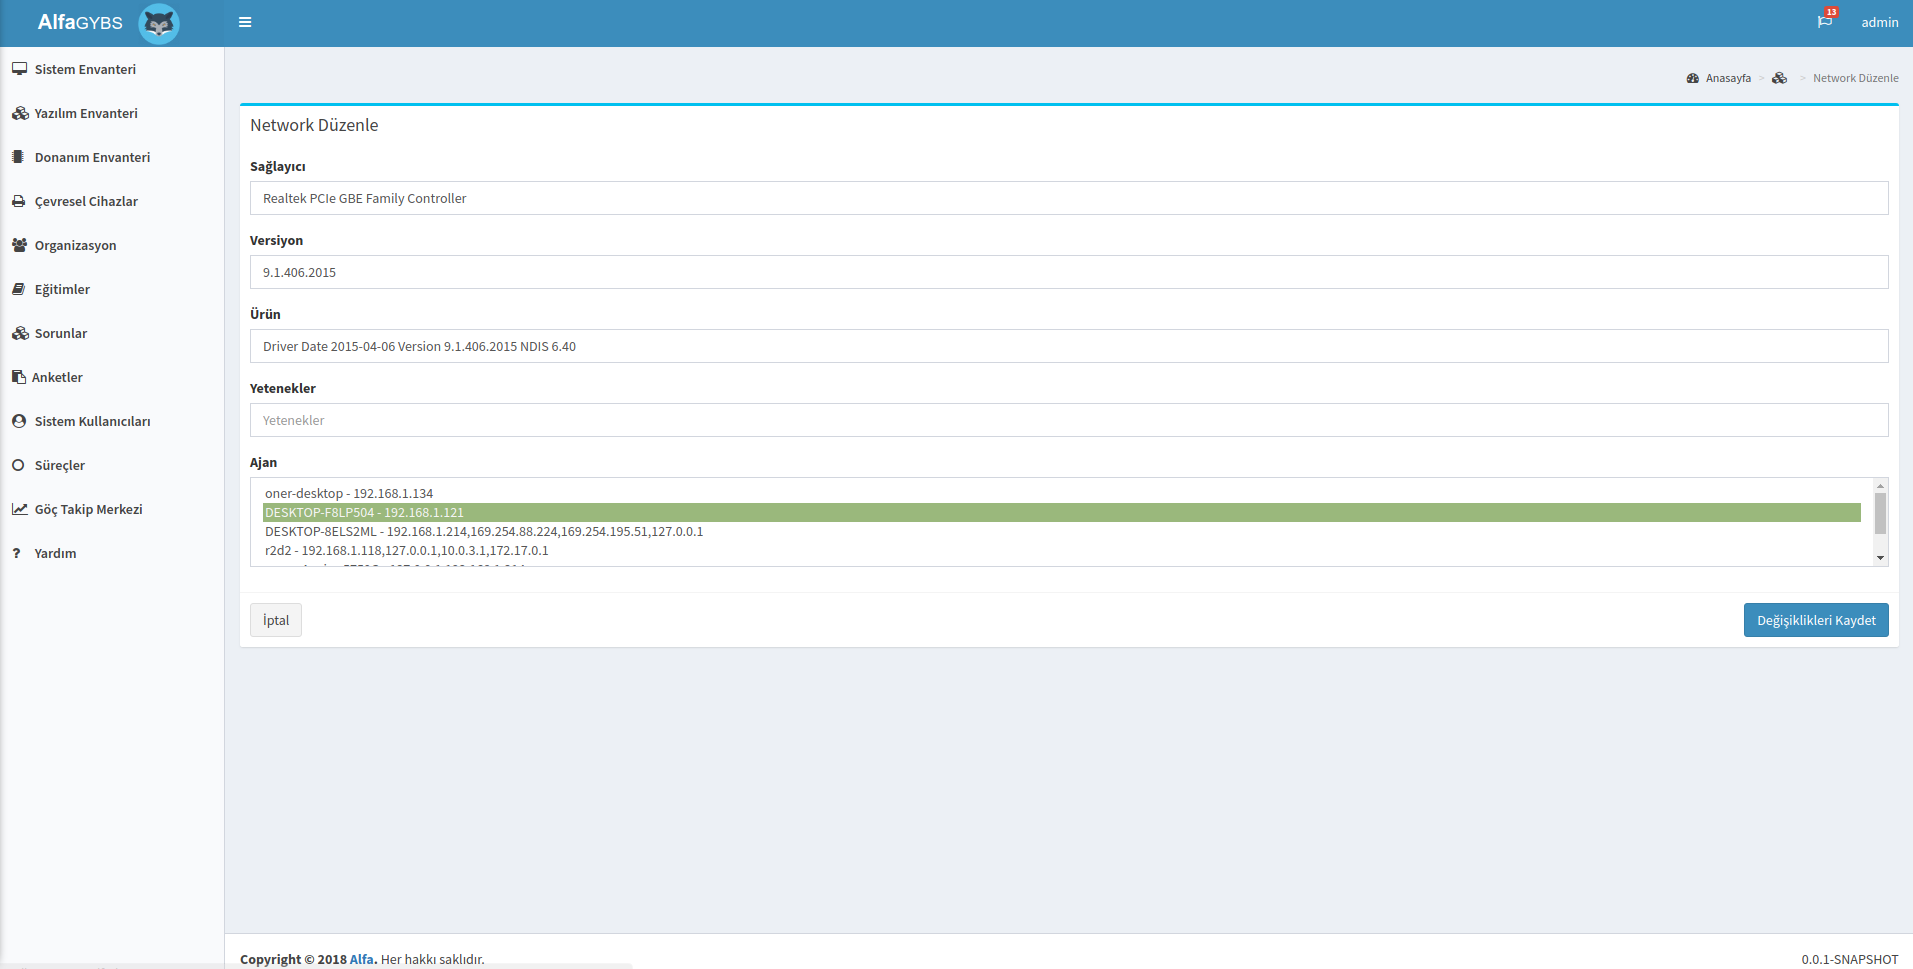 AlfaGYBS
13
admin
Sistem Envanteri
Yazılım Envanteri
Donanım Envanteri
Çevresel Cihazlar
Organizasyon
Eğitimler
Sorunlar
Anketler
Sistem Kullanıcıları
Süreçler
Göç Takip Merkezi
? Yardım
Anasayfa > > Network Düzenle
Network Düzenle
Sağlayıcı
Realtek PCIe GBE Family Controller
Versiyon
9.1.406.2015
Ürün
Driver Date 2015-04-06 Version 9.1.406.2015 NDIS 6.40
Yetenekler
Yetenekler
Ajan
oner-desktop - 192.168.1.134
DESKTOP-F8LP504 - 192.168.1.121
DESKTOP-8ELS2ML - 192.168.1.214,169.254.88.224,169.254.195.51,127.0.0.1
r2d2 - 192.168.1.118,127.0.0.1,10.0.3.1,172.17.0.1
İptal
Değişiklikleri Kaydet
Copyright © 2018 Alfa. Her hakkı saklıdır.
0.0.1-SNAPSHOT